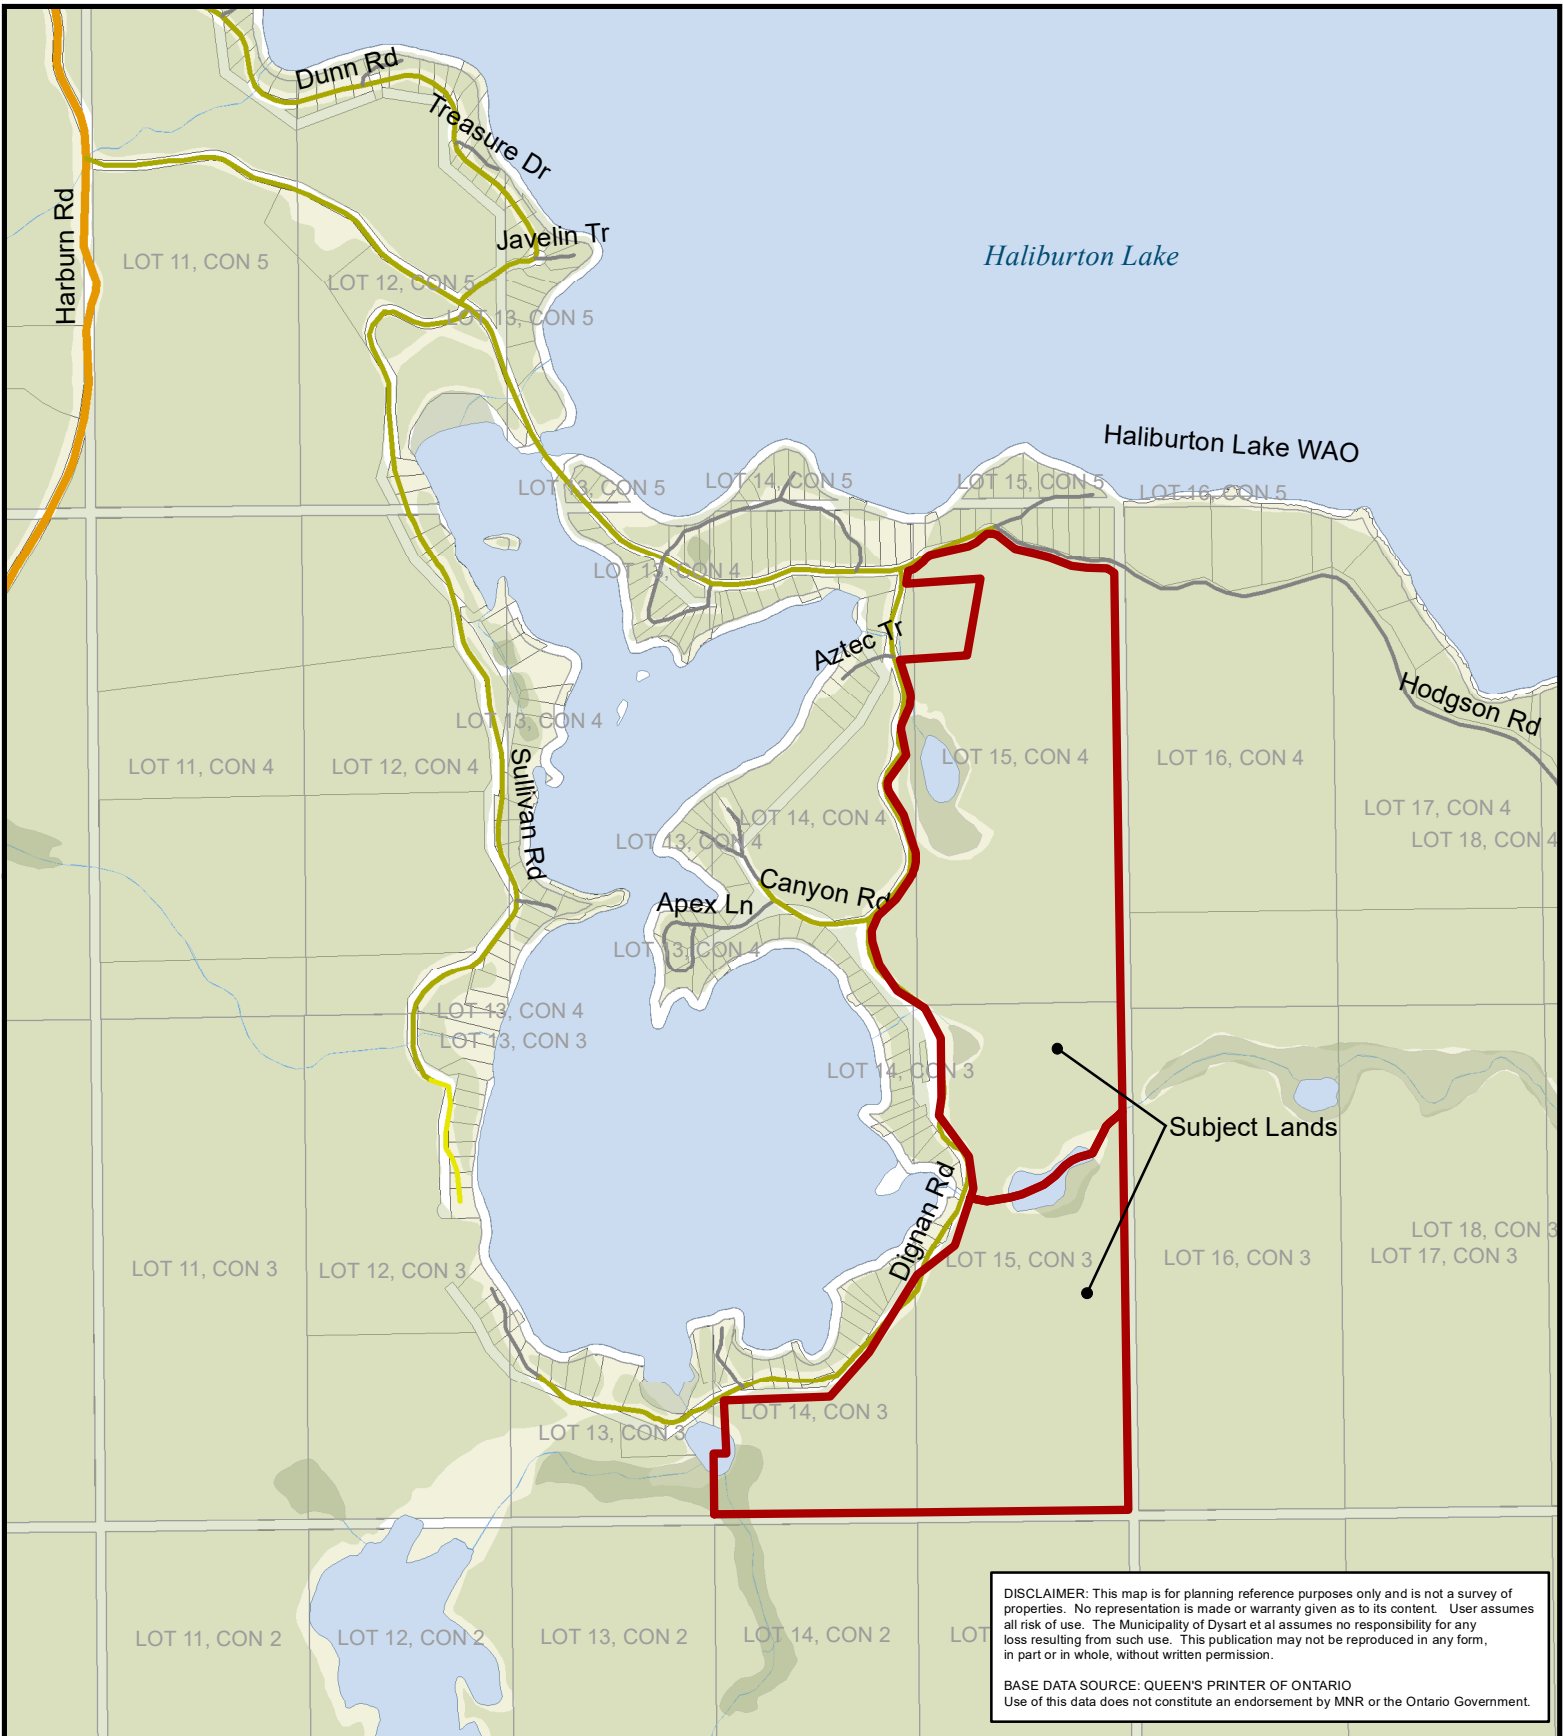 Dunn Rd
Treasure Dr
Harburn Rd
Javelin Tr
Haliburton Lake
LOT 11, CON 5
LOT 12, CON 5
LOT 13, CON 5
Haliburton Lake WAO
LOT 13, CON 5
LOT 14, CON 5
LOT 15, CON 5
LOT 16, CON 5
LOT 13, CON 4
Aztec Tr
Hodgson Rd
LOT 13, CON 4
LOT 11, CON 4
LOT 12, CON 4
Sullivan Rd
LOT 15, CON 4
LOT 16, CON 4
LOT 17, CON 4
LOT 18, CON 4
LOT 14, CON 4
LOT 13, CON 4
Canyon Rd
Apex Ln
LOT 13, CON 4
LOT 13, CON 4
LOT 13, CON 3
LOT 14, CON 3
Subject Lands
Dignan Rd
LOT 11, CON 3
LOT 12, CON 3
LOT 15, CON 3
LOT 16, CON 3
LOT 18, CON 3
LOT 17, CON 3
LOT 14, CON 3
LOT 13, CON 3
LOT 11, CON 2
LOT 12, CON 2
LOT 13, CON 2
LOT 14, CON 2
LOT
DISCLAIMER: This map is for planning reference purposes only and is not a survey of
properties. No representation is made or warranty given as to its content. User assumes
all risk of use. The Municipality of Dysart et al assumes no responsibility for any
loss resulting from such use. This publication may not be reproduced in any form,
in part or in whole, without written permission.
BASE DATA SOURCE: QUEEN'S PRINTER OF ONTARIO
Use of this data does not constitute an endorsement by MNR or the Ontario Government.